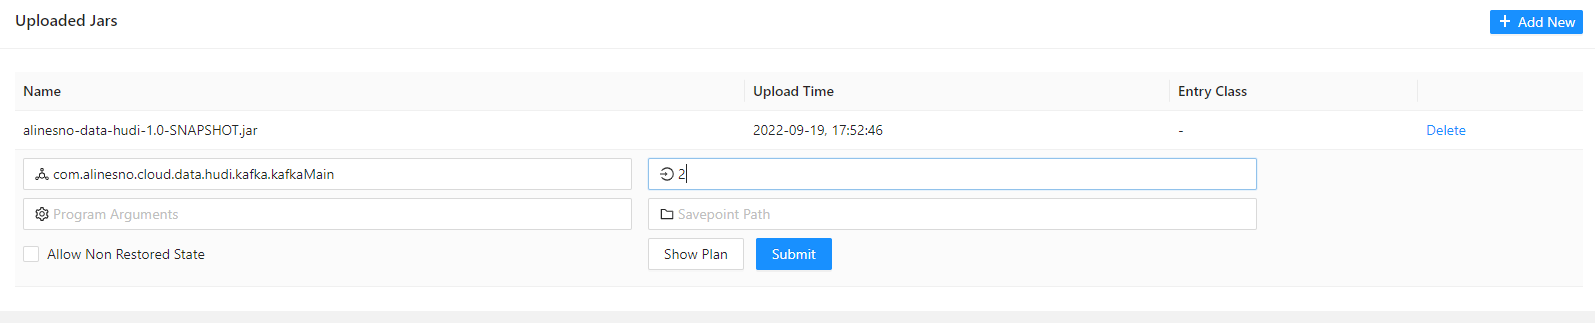 Uploaded Jars
+ Add New
Name Upload Time Entry Class
alinesno-data-hudi-1.0-SNAPSHOT.jar 2022-09-19, 17:52:46 - Delete
com.alinesno.cloud.data.hudi.kafka.kafkaMain 2
Program Arguments Savepoint Path
Allow Non Restored State Show Plan Submit